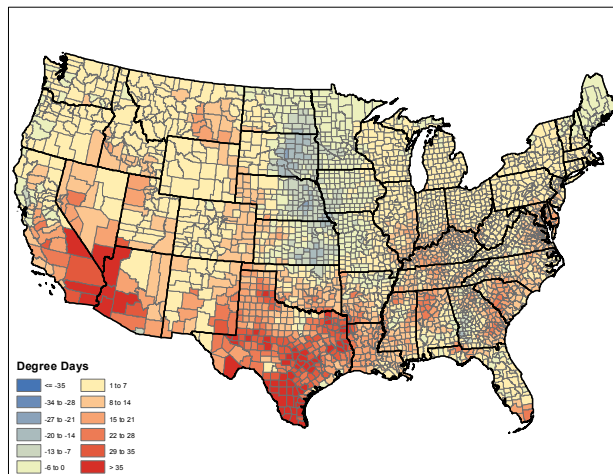 Degree Days
<= -35
-34 to -28
-27 to -21
-20 to -14
-13 to -7
-6 to 0
1 to 7
8 to 14
15 to 21
22 to 28
29 to 35
> 35